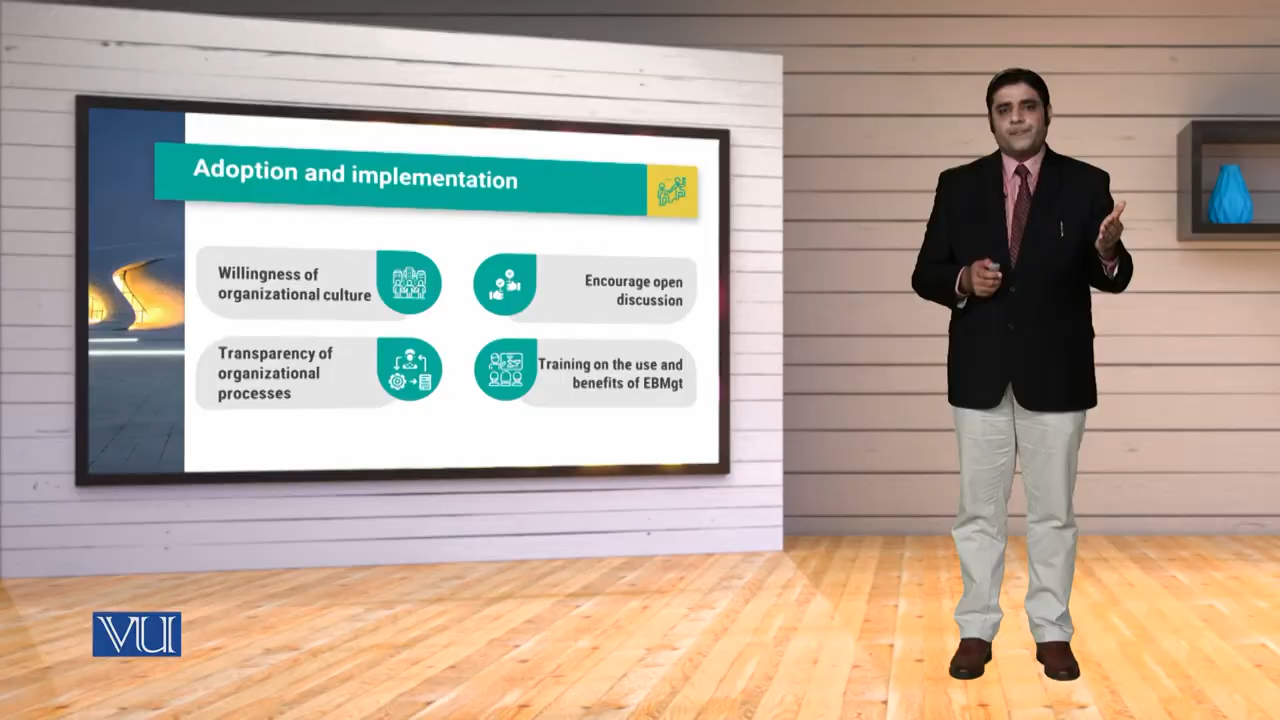 Adoption and implementation
Willingness of
organizational culture
Encourage open
discussion
Transparency of
organizational
processes
Training on the use and
benefits of EBMgt
VU